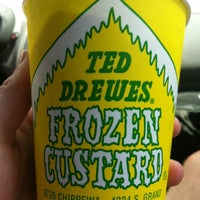 TED
DREWES®
FROZEN
CUSTARD®
6726 CHIPPEWA • 4224 S. GRAND